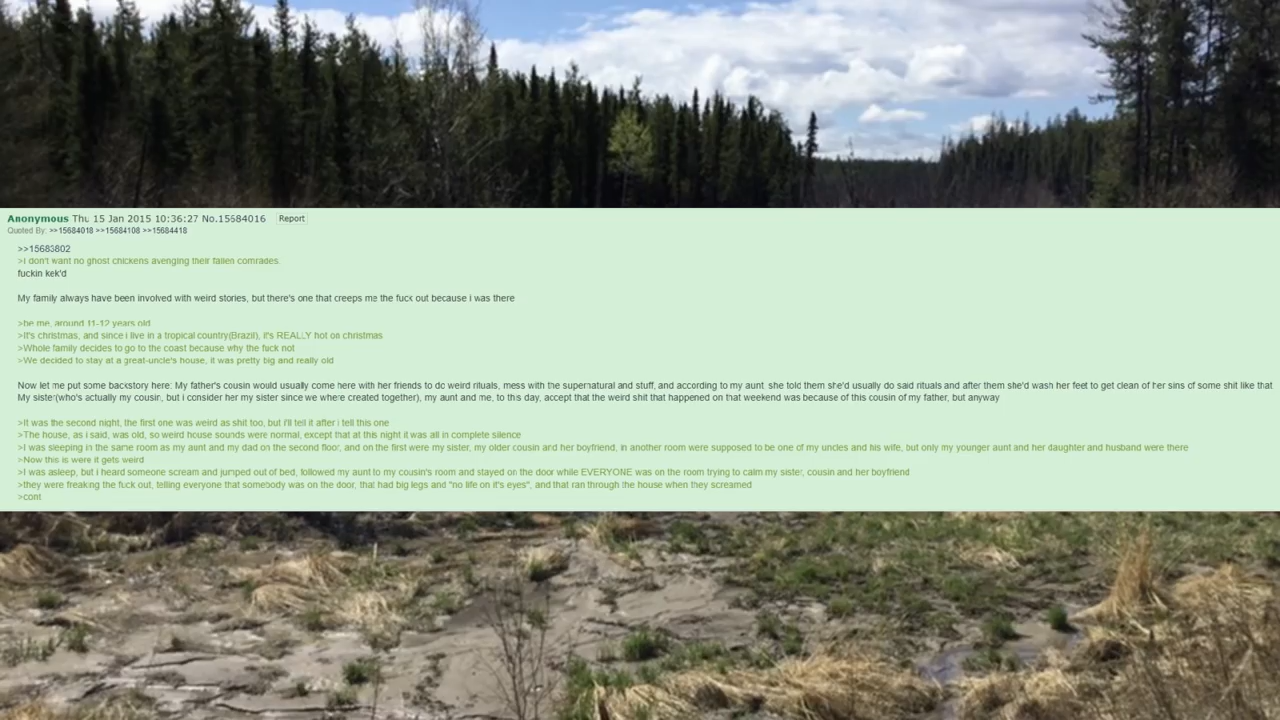 Anonymous Thu 15 Jan 2015 10:36:27 No.15684016 Report
Quoted By: >>15684018 >>15684108 >>15684418
>>15683802
>I don't want no ghost chickens avenging their fallen comrades.
fuckin kek'd
My family always have been involved with weird stories, but there's one that creeps me the fuck out because i was there
>be me, around 11-12 years old
>It's christmas, and since i live in a tropical country(Brazil), it's REALLY hot on christmas
>Whole family decides to go to the coast because why the fuck not
>We decided to stay at a great-uncle's house, it was pretty big and really old
Now let me put some backstory here: My father's cousin would usually come here with her friends to do weird rituals, mess with the supernatural and stuff, and according to my aunt, she told them she'd usually do said rituals and after them she'd wash her feet to get clean of her sins of some shit like that
My sister(who's actually my cousin, but i consider her my sister since we where created together), my aunt and me, to this day, accept that the weird shit that happened on that weekend was because of this cousin of my father, but anyway
>It was the second night, the first one was weird as shit too, but i'll tell it after i tell this one
>The house, as i said, was old, so weird house sounds were normal, except that at this night it was all in complete silence
>I was sleeping in the same room as my aunt and my dad on the second floor, and on the first were my sister, my older cousin and her boyfriend, in another room were supposed to be one of my uncles and his wife, but only my younger aunt and her daughter and husband were there
>Now this is were it gets weird
>I was asleep, but i heard someone scream and jumped out of bed, followed my aunt to my cousin's room and stayed on the door while EVERYONE was on the room trying to calm my sister, cousin and her boyfriend
>they were freaking the fuck out, telling everyone that somebody was on the door, that had big legs and "no life on it's eyes", and that ran through the house when they screamed
>cont